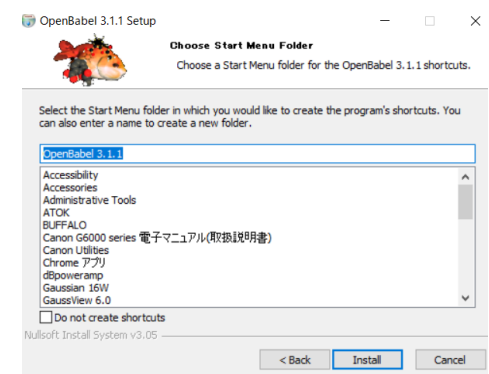 OpenBabel 3.1.1 Setup
Choose Start Menu Folder
Choose a Start Menu folder for the OpenBabel 3.1.1 shortcuts.
Select the Start Menu folder in which you would like to create the program's shortcuts. You
can also enter a name to create a new folder.
OpenBabel 3.1.1
Accessibility
Accessories
Administrative Tools
ATOK
BUFFALO
Canon G6000 series 電子マニュアル(取扱説明書)
Canon Utilities
Chrome アプリ
dBpoweramp
Gaussian 16W
GaussView 6.0
Do not create shortcuts
Nullsoft Install System v3.05
< Back
Install
Cancel